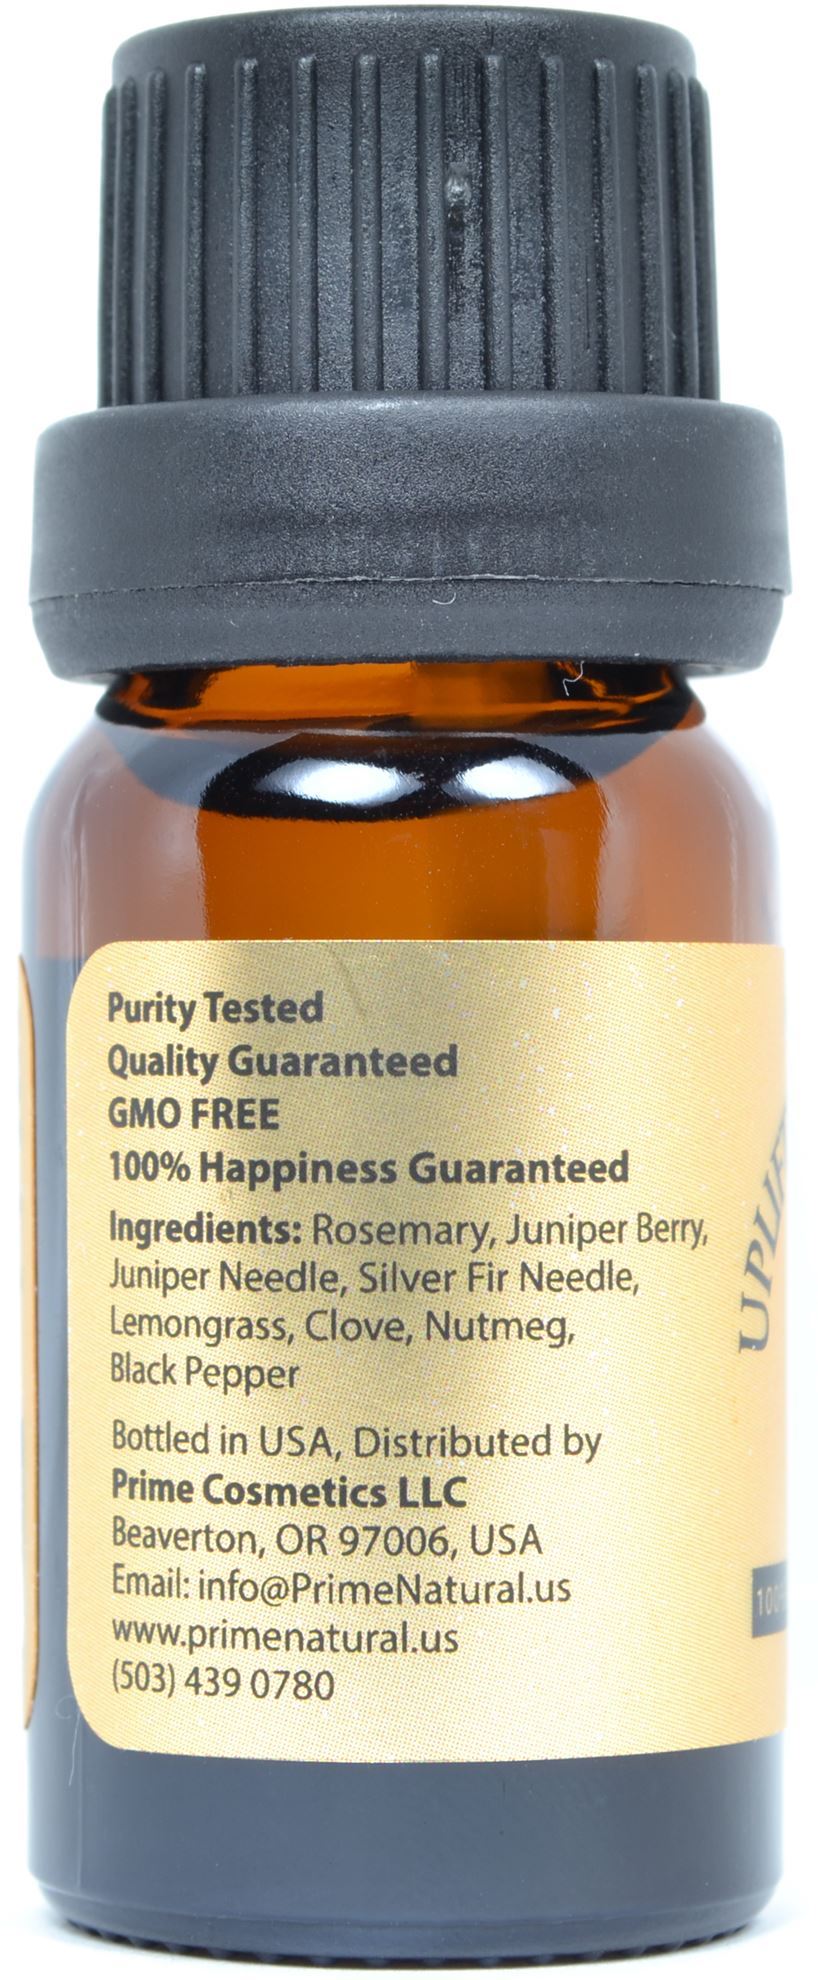 Purity Tested
Quality Guaranteed
GMO FREE
100% Happiness Guaranteed
Ingredients: Rosemary, Juniper Berry,
Juniper Needle, Silver Fir Needle,
Lemongrass, Clove, Nutmeg,
Black Pepper
Bottled in USA, Distributed by
Prime Cosmetics LLC
Beaverton, OR 97006, USA
Email: info@PrimeNatural.us
www.primenatural.us
(503) 439 0780